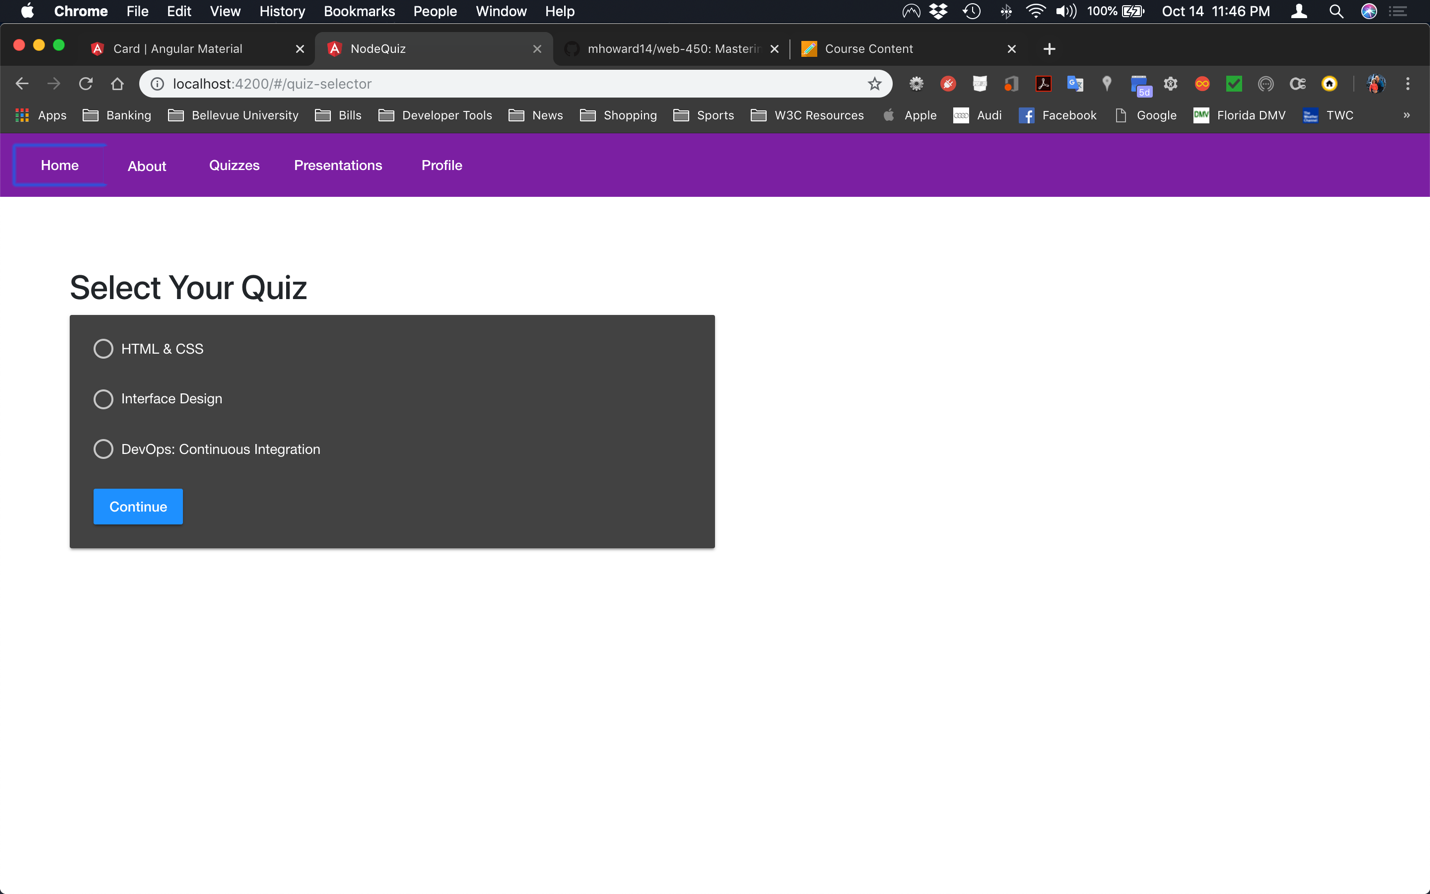 Chrome File Edit View History Bookmarks People Window Help 100% Oct 14 11:46 PM
Card | Angular Material NodeQuiz mhoward14/web-450: Masterin Course Content
localhost:4200/#/quiz-selector 5d
Apps Banking Bellevue University Bills Developer Tools News Shopping Sports W3C Resources Apple Audi Facebook Google DMV Florida DMV TWC »
Home About Quizzes Presentations Profile
Select Your Quiz
HTML & CSS
Interface Design
DevOps: Continuous Integration
Continue